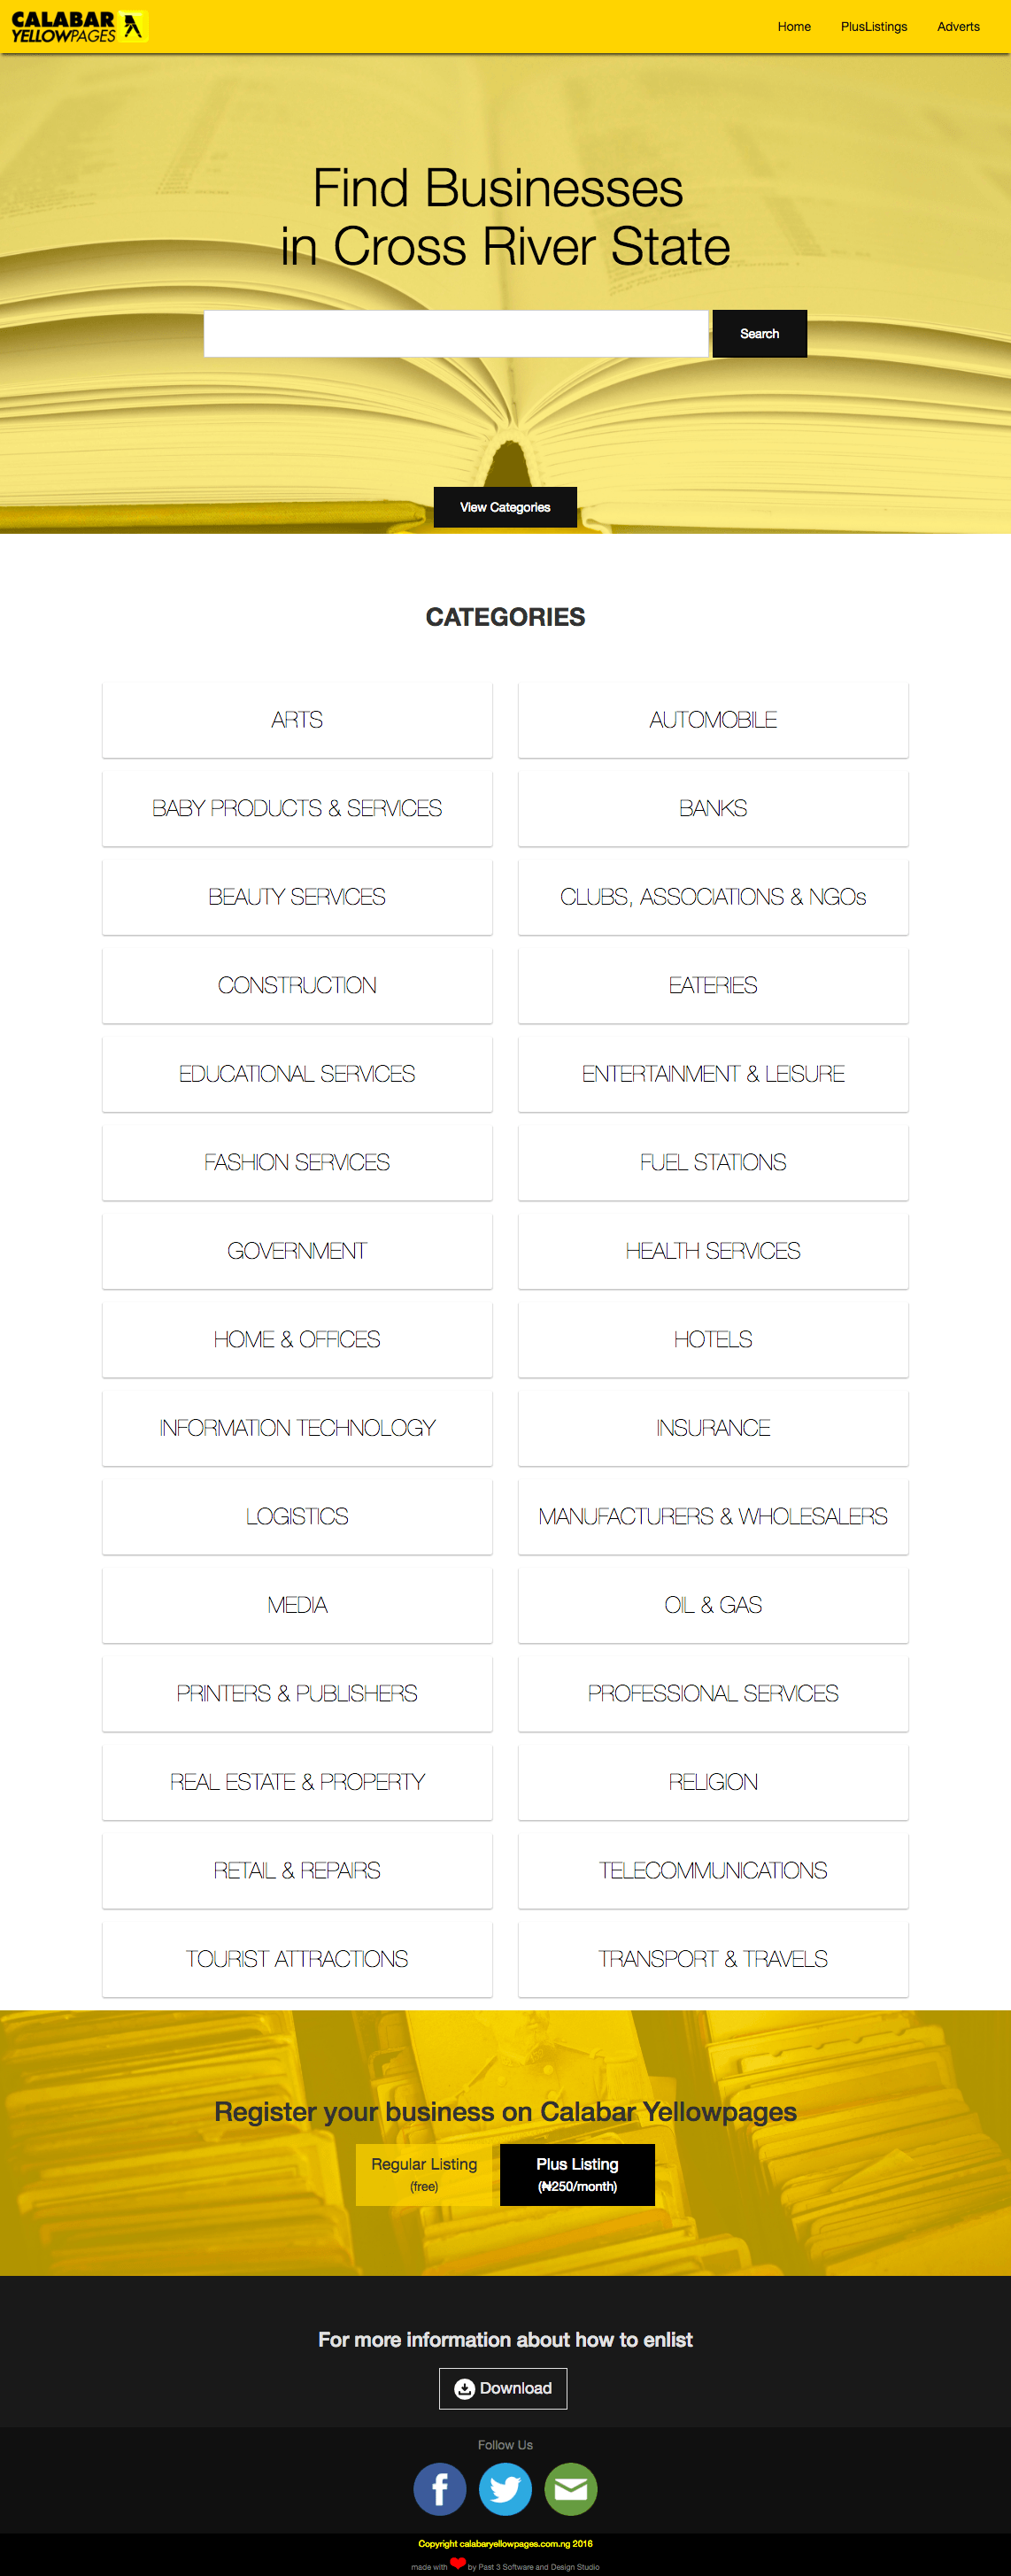 CALABAR
YELLOWPAGES
Home
PlusListings
Adverts
Find Businesses
in Cross River State
Search
View Categories
CATEGORIES
ARTS
AUTOMOBILE
BABY PRODUCTS & SERVICES
BANKS
BEAUTY SERVICES
CLUBS, ASSOCIATIONS & NGOs
CONSTRUCTION
EATERIES
EDUCATIONAL SERVICES
ENTERTAINMENT & LEISURE
FASHION SERVICES
FUEL STATIONS
GOVERNMENT
HEALTH SERVICES
HOME & OFFICES
HOTELS
INFORMATION TECHNOLOGY
INSURANCE
LOGISTICS
MANUFACTURERS & WHOLESALERS
MEDIA
OIL & GAS
PRINTERS & PUBLISHERS
PROFESSIONAL SERVICES
REAL ESTATE & PROPERTY
RELIGION
RETAIL & REPAIRS
TELECOMMUNICATIONS
TOURIST ATTRACTIONS
TRANSPORT & TRAVELS
Register your business on Calabar Yellowpages
Regular Listing
(free)
Plus Listing
(₦250/month)
For more information about how to enlist
Download
Follow Us
Copyright calabaryellowpages.com.ng 2016
made with ❤ by Past 3 Software and Design Studio